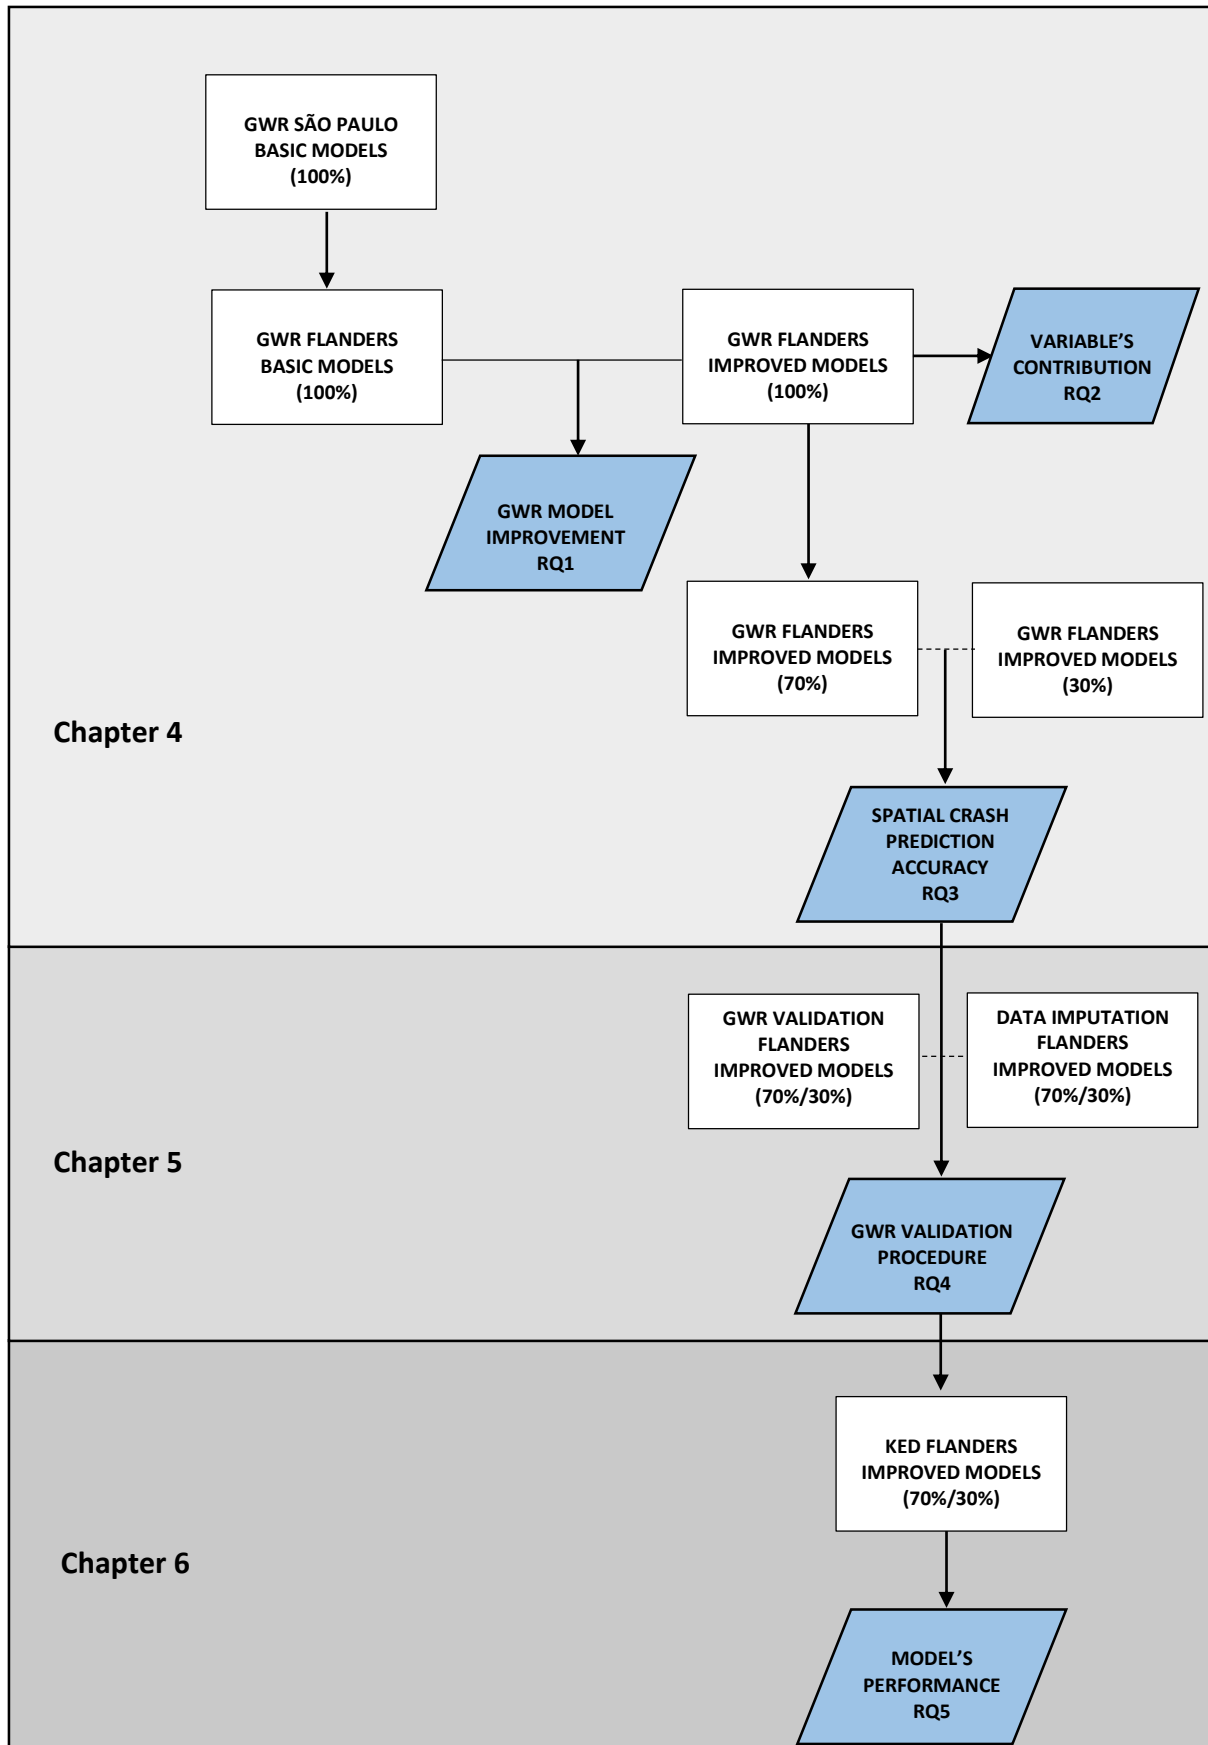 GWR SÃO PAULO
BASIC MODELS
(100%)
GWR FLANDERS
BASIC MODELS
(100%)
GWR FLANDERS
IMPROVED MODELS
(100%)
VARIABLE’S
CONTRIBUTION
RQ2
GWR MODEL
IMPROVEMENT
RQ1
GWR FLANDERS
IMPROVED MODELS
(70%)
GWR FLANDERS
IMPROVED MODELS
(30%)
Chapter 4
SPATIAL CRASH
PREDICTION
ACCURACY
RQ3
GWR VALIDATION
FLANDERS
IMPROVED MODELS
(70%/30%)
DATA IMPUTATION
FLANDERS
IMPROVED MODELS
(70%/30%)
Chapter 5
GWR VALIDATION
PROCEDURE
RQ4
KED FLANDERS
IMPROVED MODELS
(70%/30%)
Chapter 6
MODEL’S
PERFORMANCE
RQ5